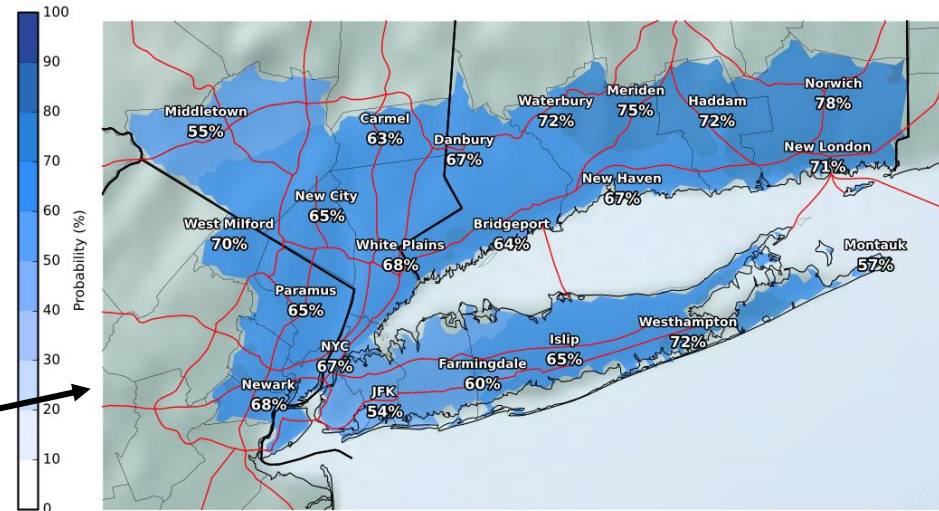 100
90
80
70
60
50
40
30
20
10
0
Probability (%)
Middletown
55%
Carmel
63%
Danbury
67%
Waterbury
72%
Meriden
75%
Haddam
72%
Norwich
78%
New London
71%
New Haven
67%
New City
65%
West Milford
70%
White Plains
68%
Bridgeport
64%
Montauk
57%
Paramus
65%
NYC
67%
Newark
68%
JFK
54%
Farmingdale
60%
Islip
65%
Westhampton
72%